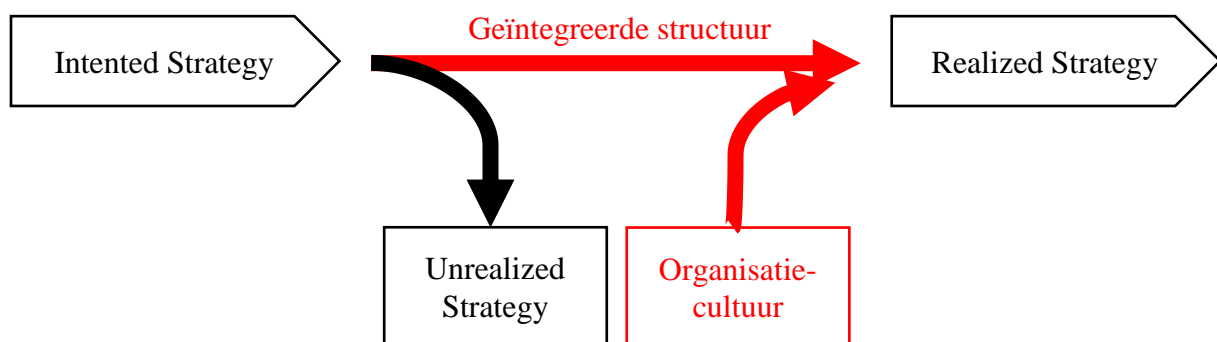 Geïntegreerde structuur
Intented Strategy
Realized Strategy
Unrealized
Strategy
Organisatie-
cultuur